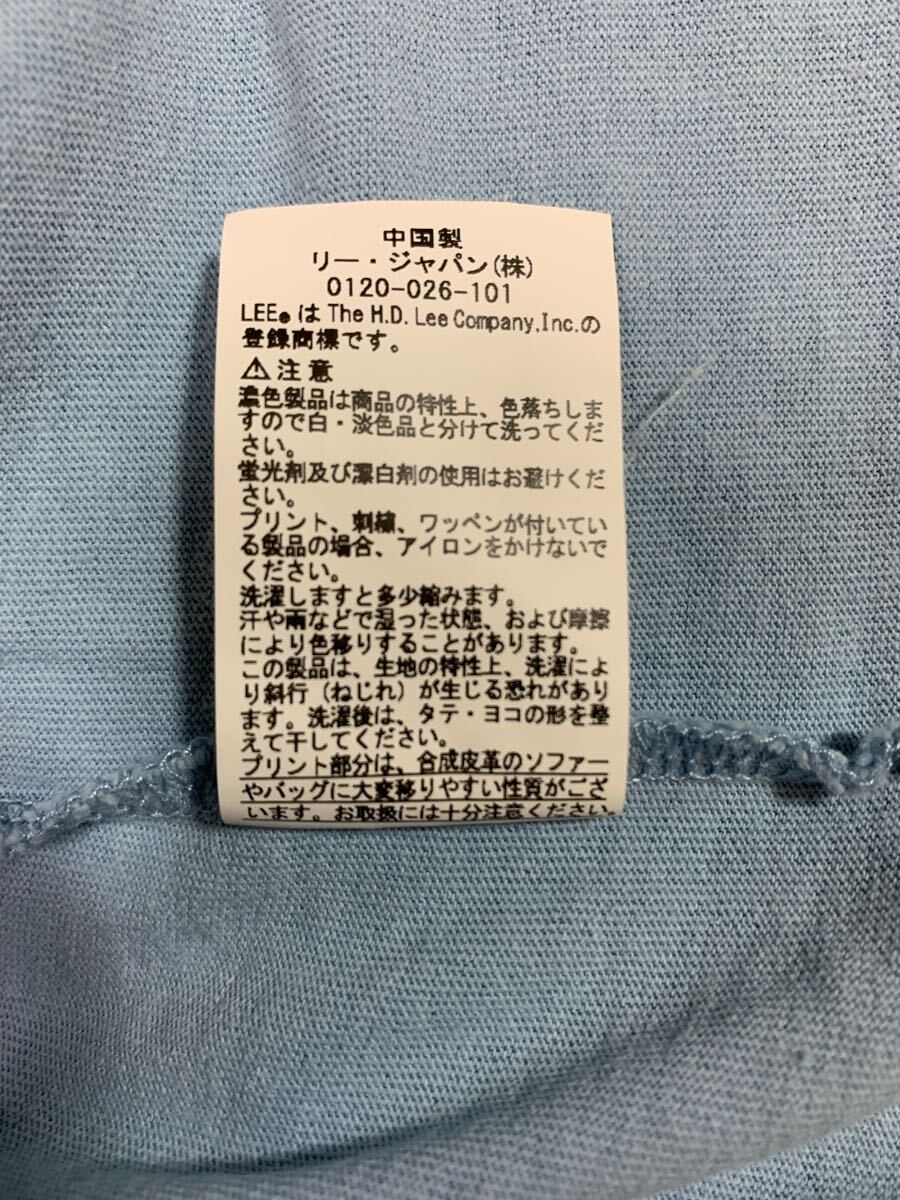 中国製
リー・ジャパン(株)
0120-026-101
LEE®は The H.D. Lee Company,Inc.の
登録商標です。
⚠注意
濃色製品は商品の特性上、色落ちしま
すので白・淡色品と分けて洗ってくだ
さい。
蛍光剤及び漂白剤の使用はお避けくだ
さい。
プリント、刺繍、ワッペンが付いてい
る製品の場合、アイロンをかけないで
ください。
洗濯しますと多少縮みます。
汗や雨などで湿った状態、および摩擦
により色移りすることがあります。
この製品は、生地の特性上、洗濯によ
り斜行（ねじれ）が生じる恐れがあり
ます。洗濯後は、タテ・ヨコの形を整
えて干してください。
プリント部分は、合成皮革のソファー
やバッグに大変移りやすい性質がござ
います。お取扱には十分注意ください。